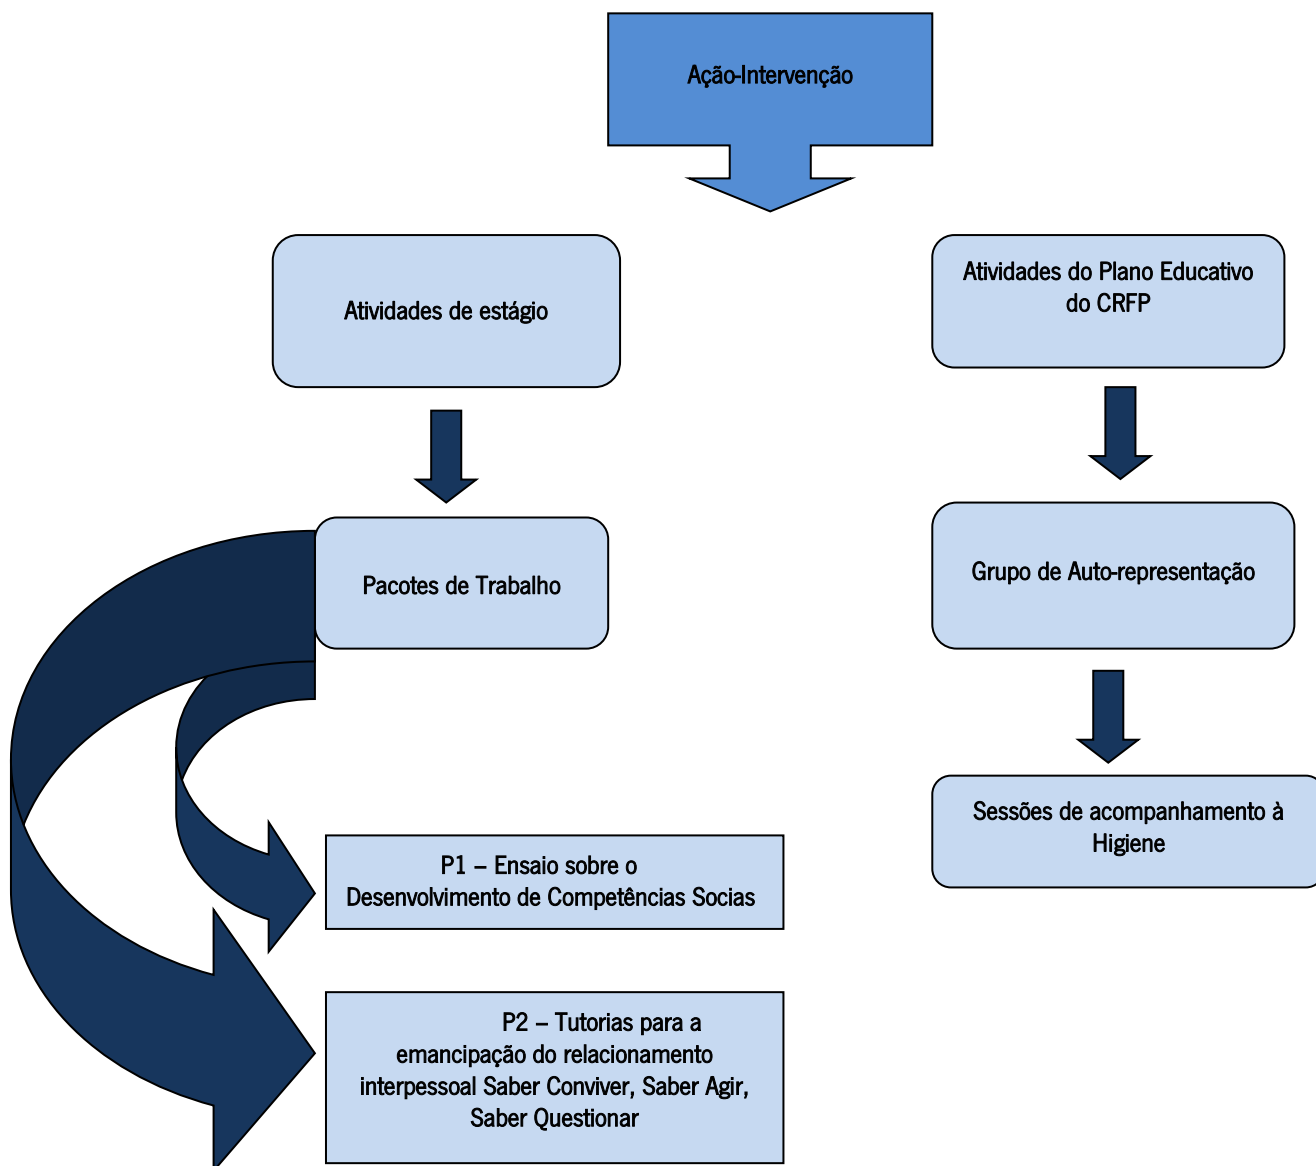 Ação-Intervenção
Atividades de estágio
Atividades do Plano Educativo
do CRFP
Pacotes de Trabalho
Grupo de Auto-representação
Sessões de acompanhamento à
Higiene
P1 – Ensaio sobre o
Desenvolvimento de Competências Socias
P2 – Tutorias para a
emancipação do relacionamento
interpessoal Saber Conviver, Saber Agir,
Saber Questionar